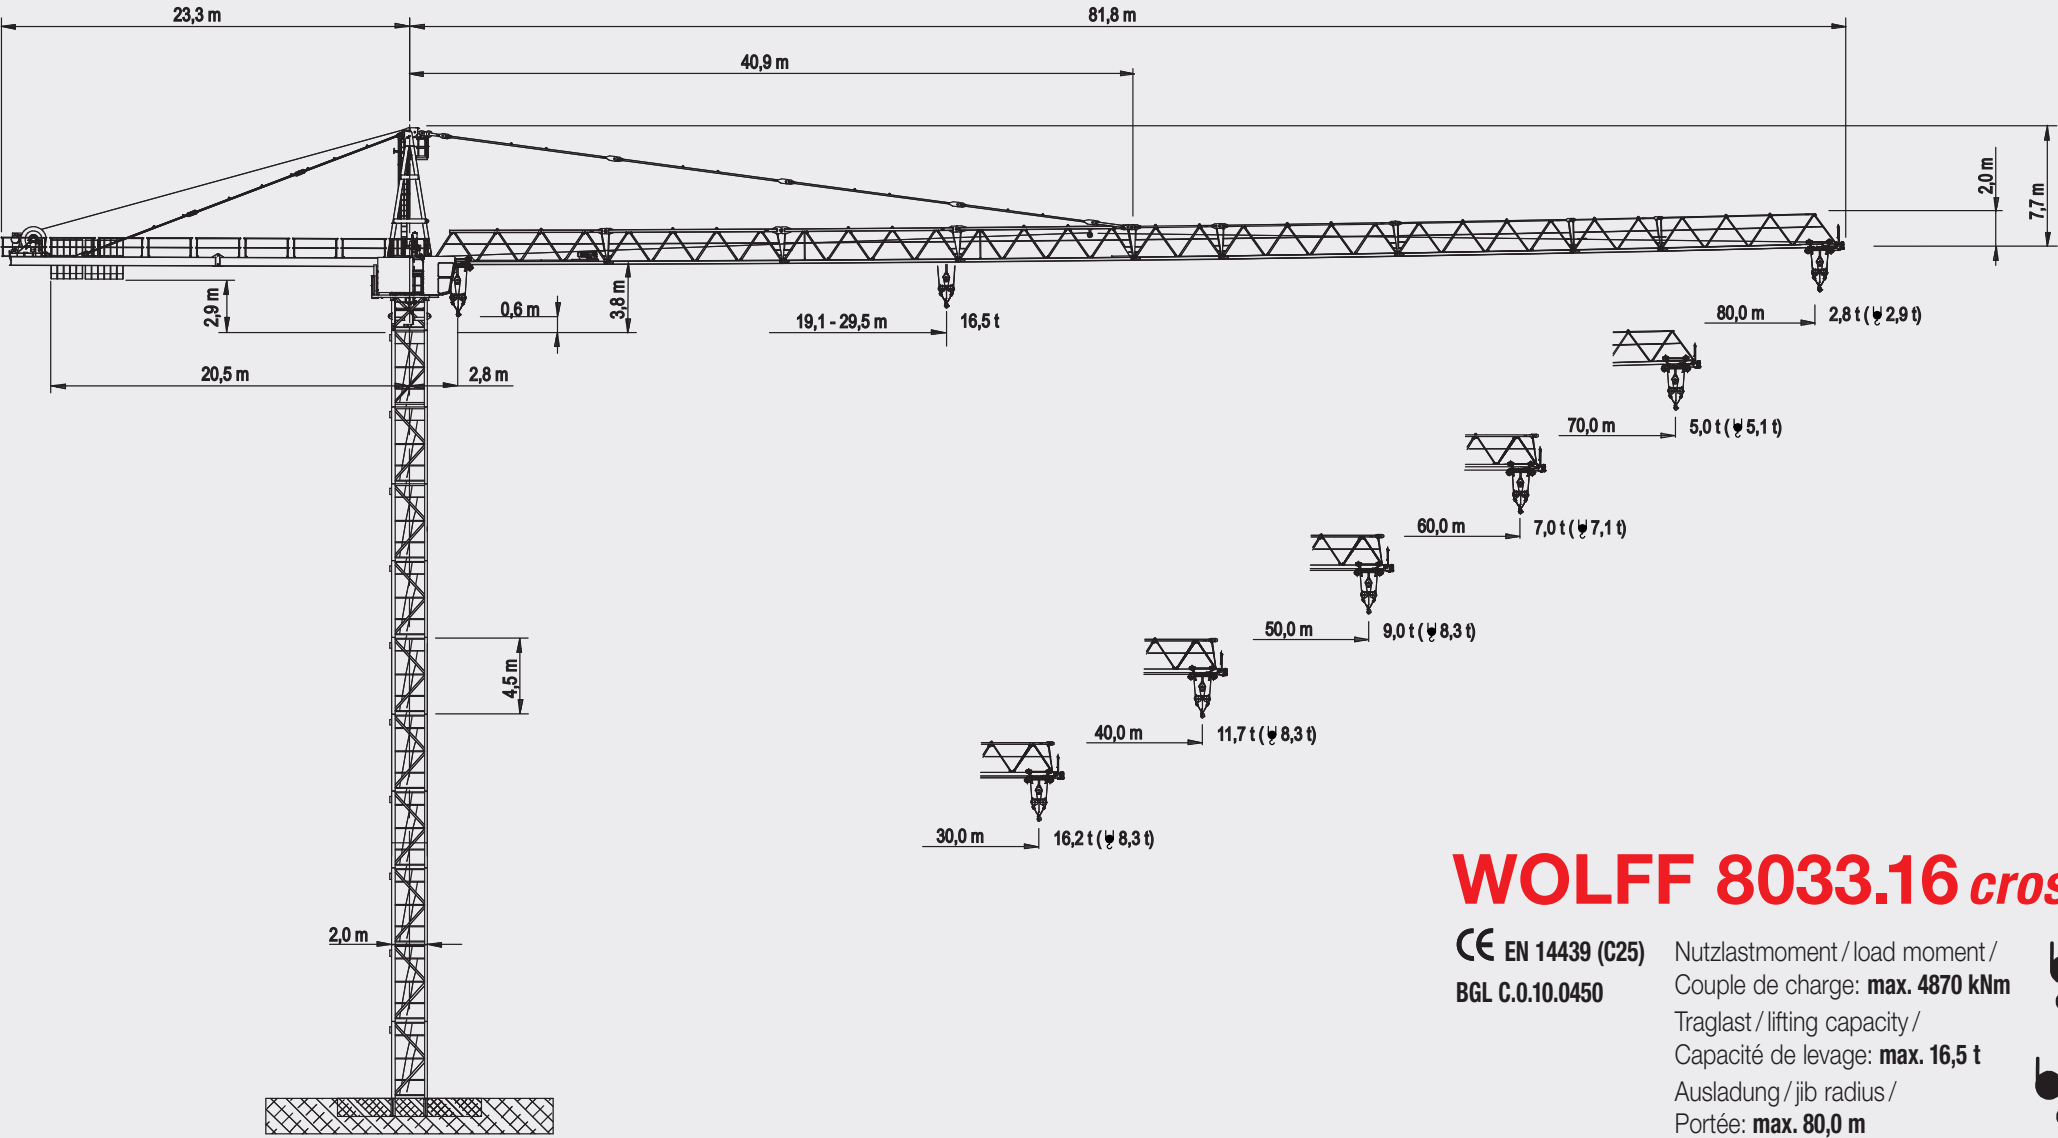 23,3 m
81,8 m
40,9 m
2,0 m
7,7 m
2,9 m
0,6 m
3,8 m
19,1 - 29,5 m
16,5 t
80,0 m
2,8 t ( 2,9 t)
20,5 m
2,8 m
70,0 m
5,0 t ( 5,1 t)
60,0 m
7,0 t ( 7,1 t)
50,0 m
9,0 t ( 8,3 t)
4,5 m
40,0 m
11,7 t ( 8,3 t)
30,0 m
16,2 t ( 8,3 t)
2,0 m
WOLFF 8033.16 cros
CE EN 14439 (C25)
BGL C.0.10.0450
Nutzlastmoment / load moment /
Couple de charge: max. 4870 kNm
Traglast / lifting capacity /
Capacité de levage: max. 16,5 t
Ausladung / jib radius /
Portée: max. 80,0 m